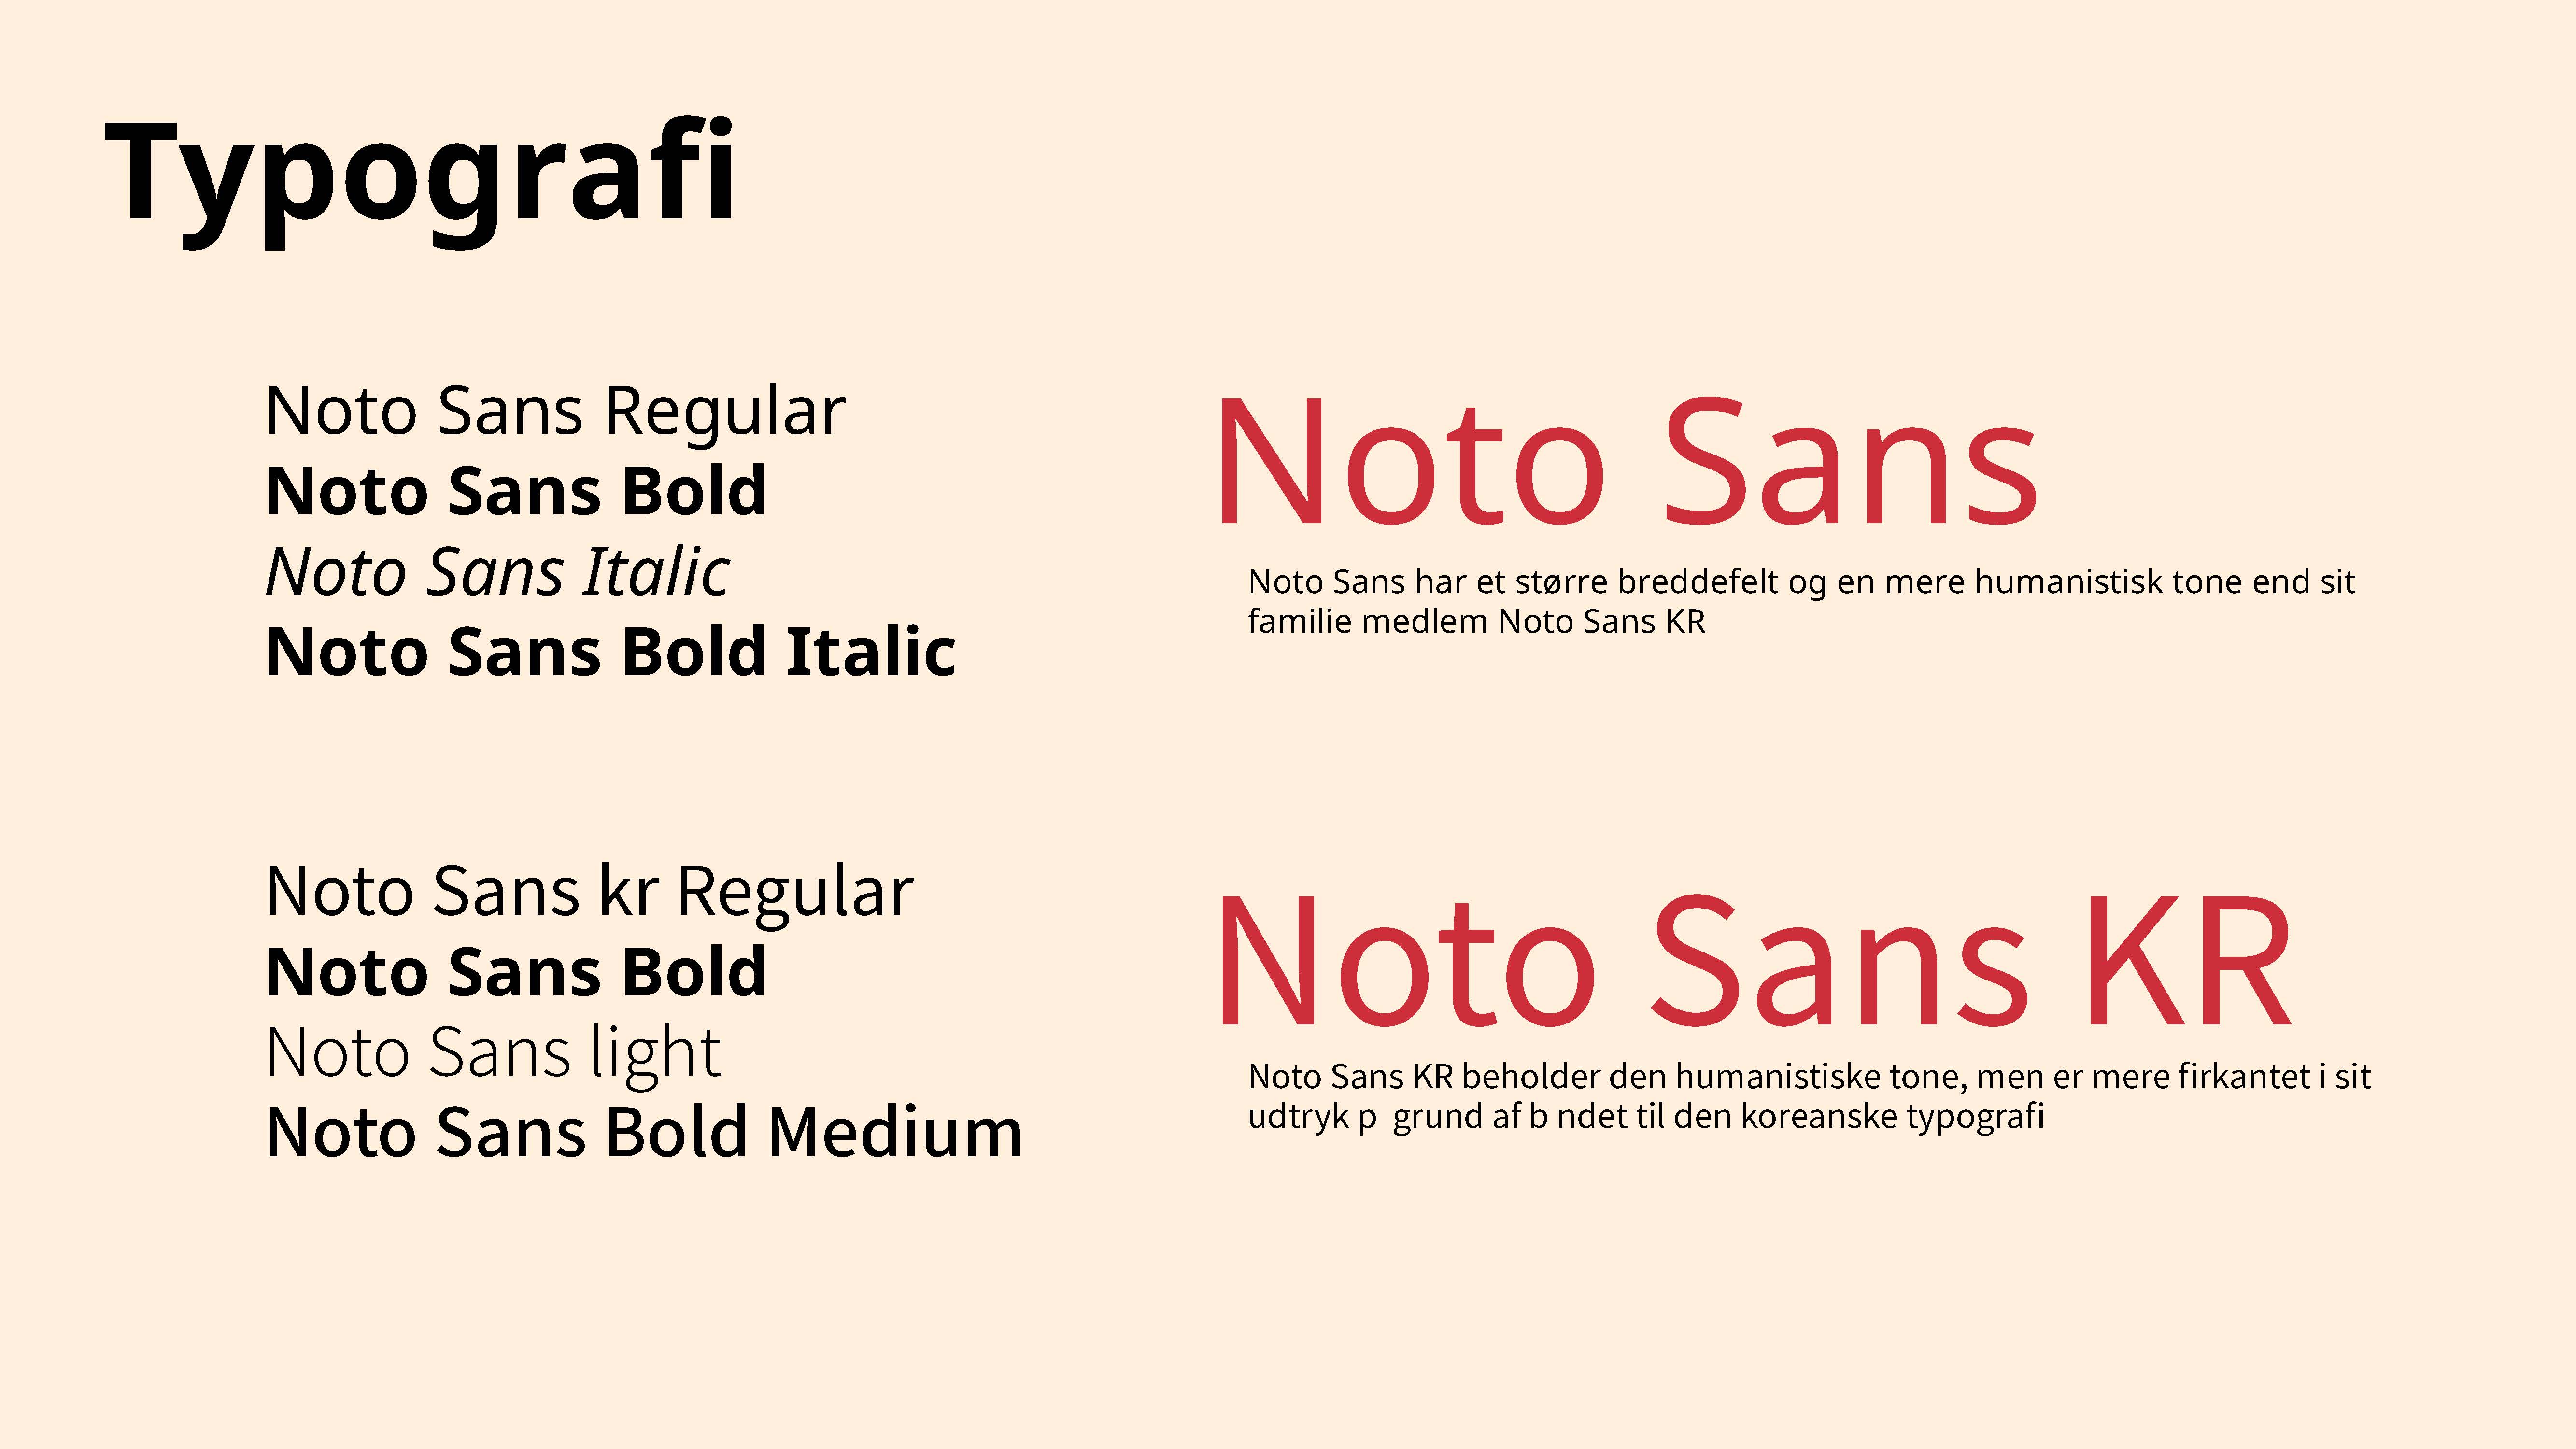 Typografi
Noto Sans Regular
Noto Sans Bold
Noto Sans Italic
Noto Sans Bold Italic
Noto Sans
Noto Sans har et større breddefelt og en mere humanistisk tone end sit
familie medlem Noto Sans KR
Noto Sans kr Regular
Noto Sans Bold
Noto Sans light
Noto Sans Bold Medium
Noto Sans KR
Noto Sans KR beholder den humanistiske tone, men er mere firkantet i sit
udtryk p  grund af b ndet til den koreanske typografi